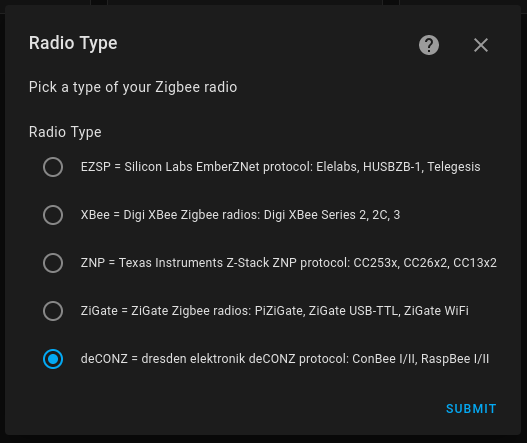 Radio Type
Pick a type of your Zigbee radio
Radio Type
EZSP = Silicon Labs EmberZNet protocol: Elelabs, HUSBZB-1, Telegesis
XBee = Digi XBee Zigbee radios: Digi XBee Series 2, 2C, 3
ZNP = Texas Instruments Z-Stack ZNP protocol: CC253x, CC26x2, CC13x2
ZiGate = ZiGate Zigbee radios: PiZiGate, ZiGate USB-TTL, ZiGate WiFi
deCONZ = dresden elektronik deCONZ protocol: ConBee I/II, RaspBee I/II
SUBMIT